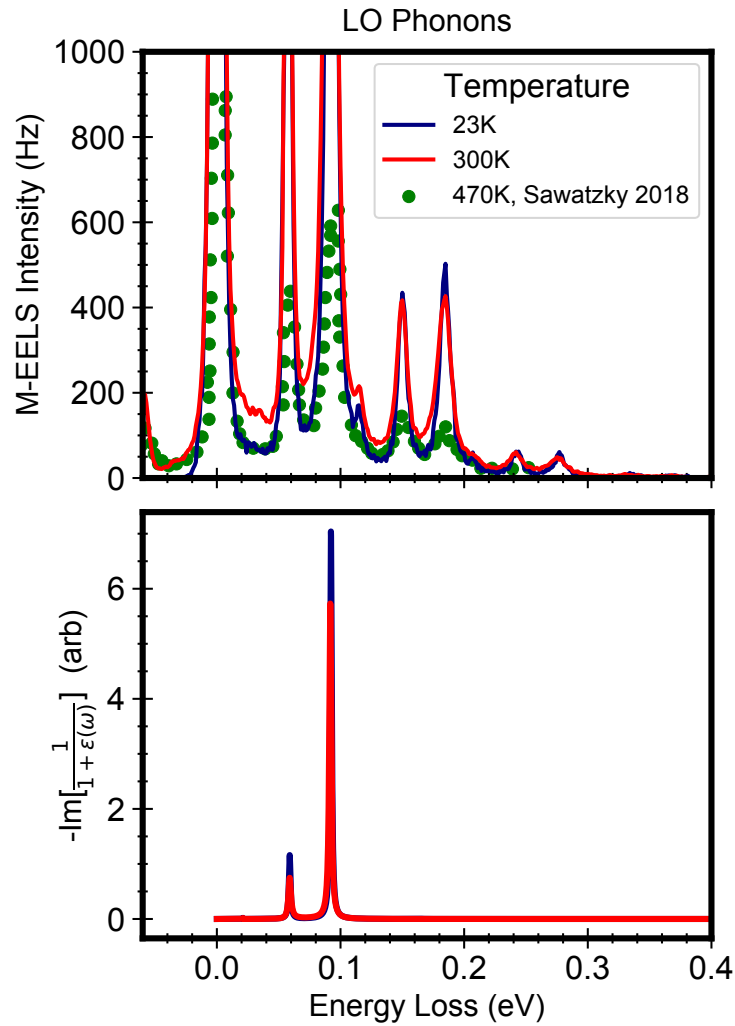 LO Phonons
1000
800
600
400
200
0
M-EELS Intensity (Hz)
Temperature
23K
300K
470K, Sawatzky 2018
6
4
2
0
-Im[1/(1 + ε(ω))] (arb)
0.0 0.1 0.2 0.3 0.4
Energy Loss (eV)